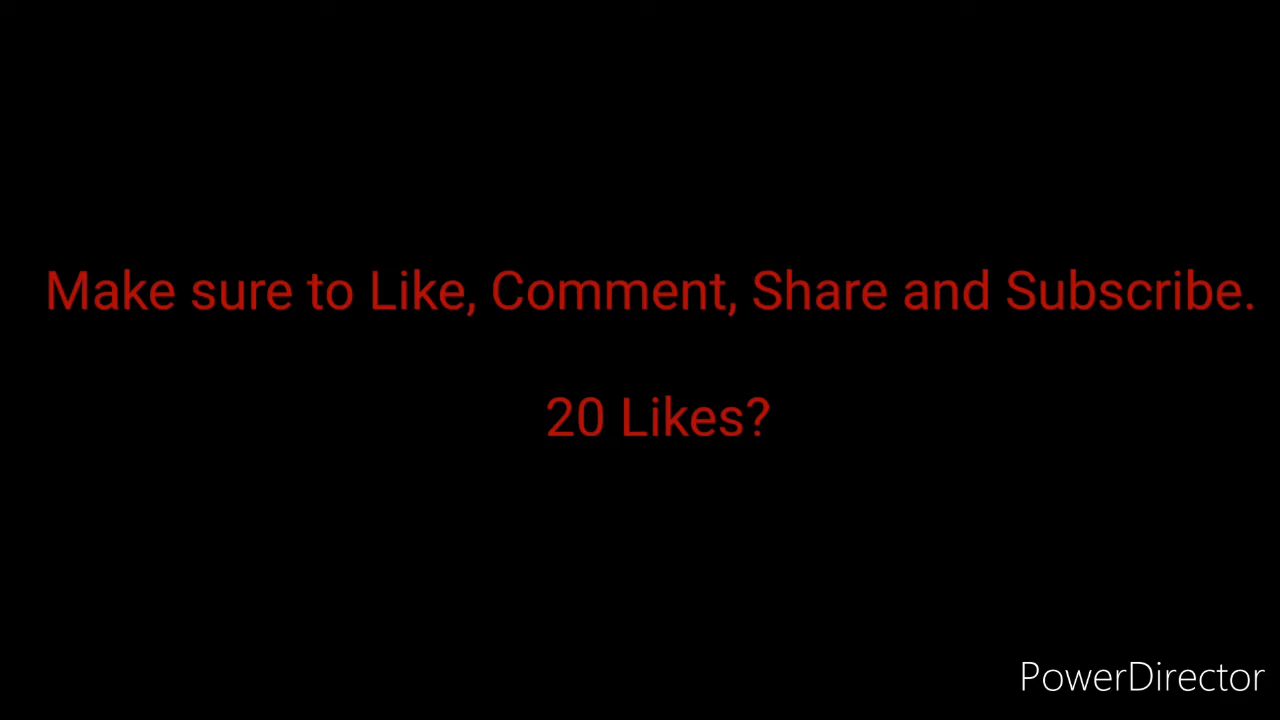 Make sure to Like, Comment, Share and Subscribe.
20 Likes?
PowerDirector